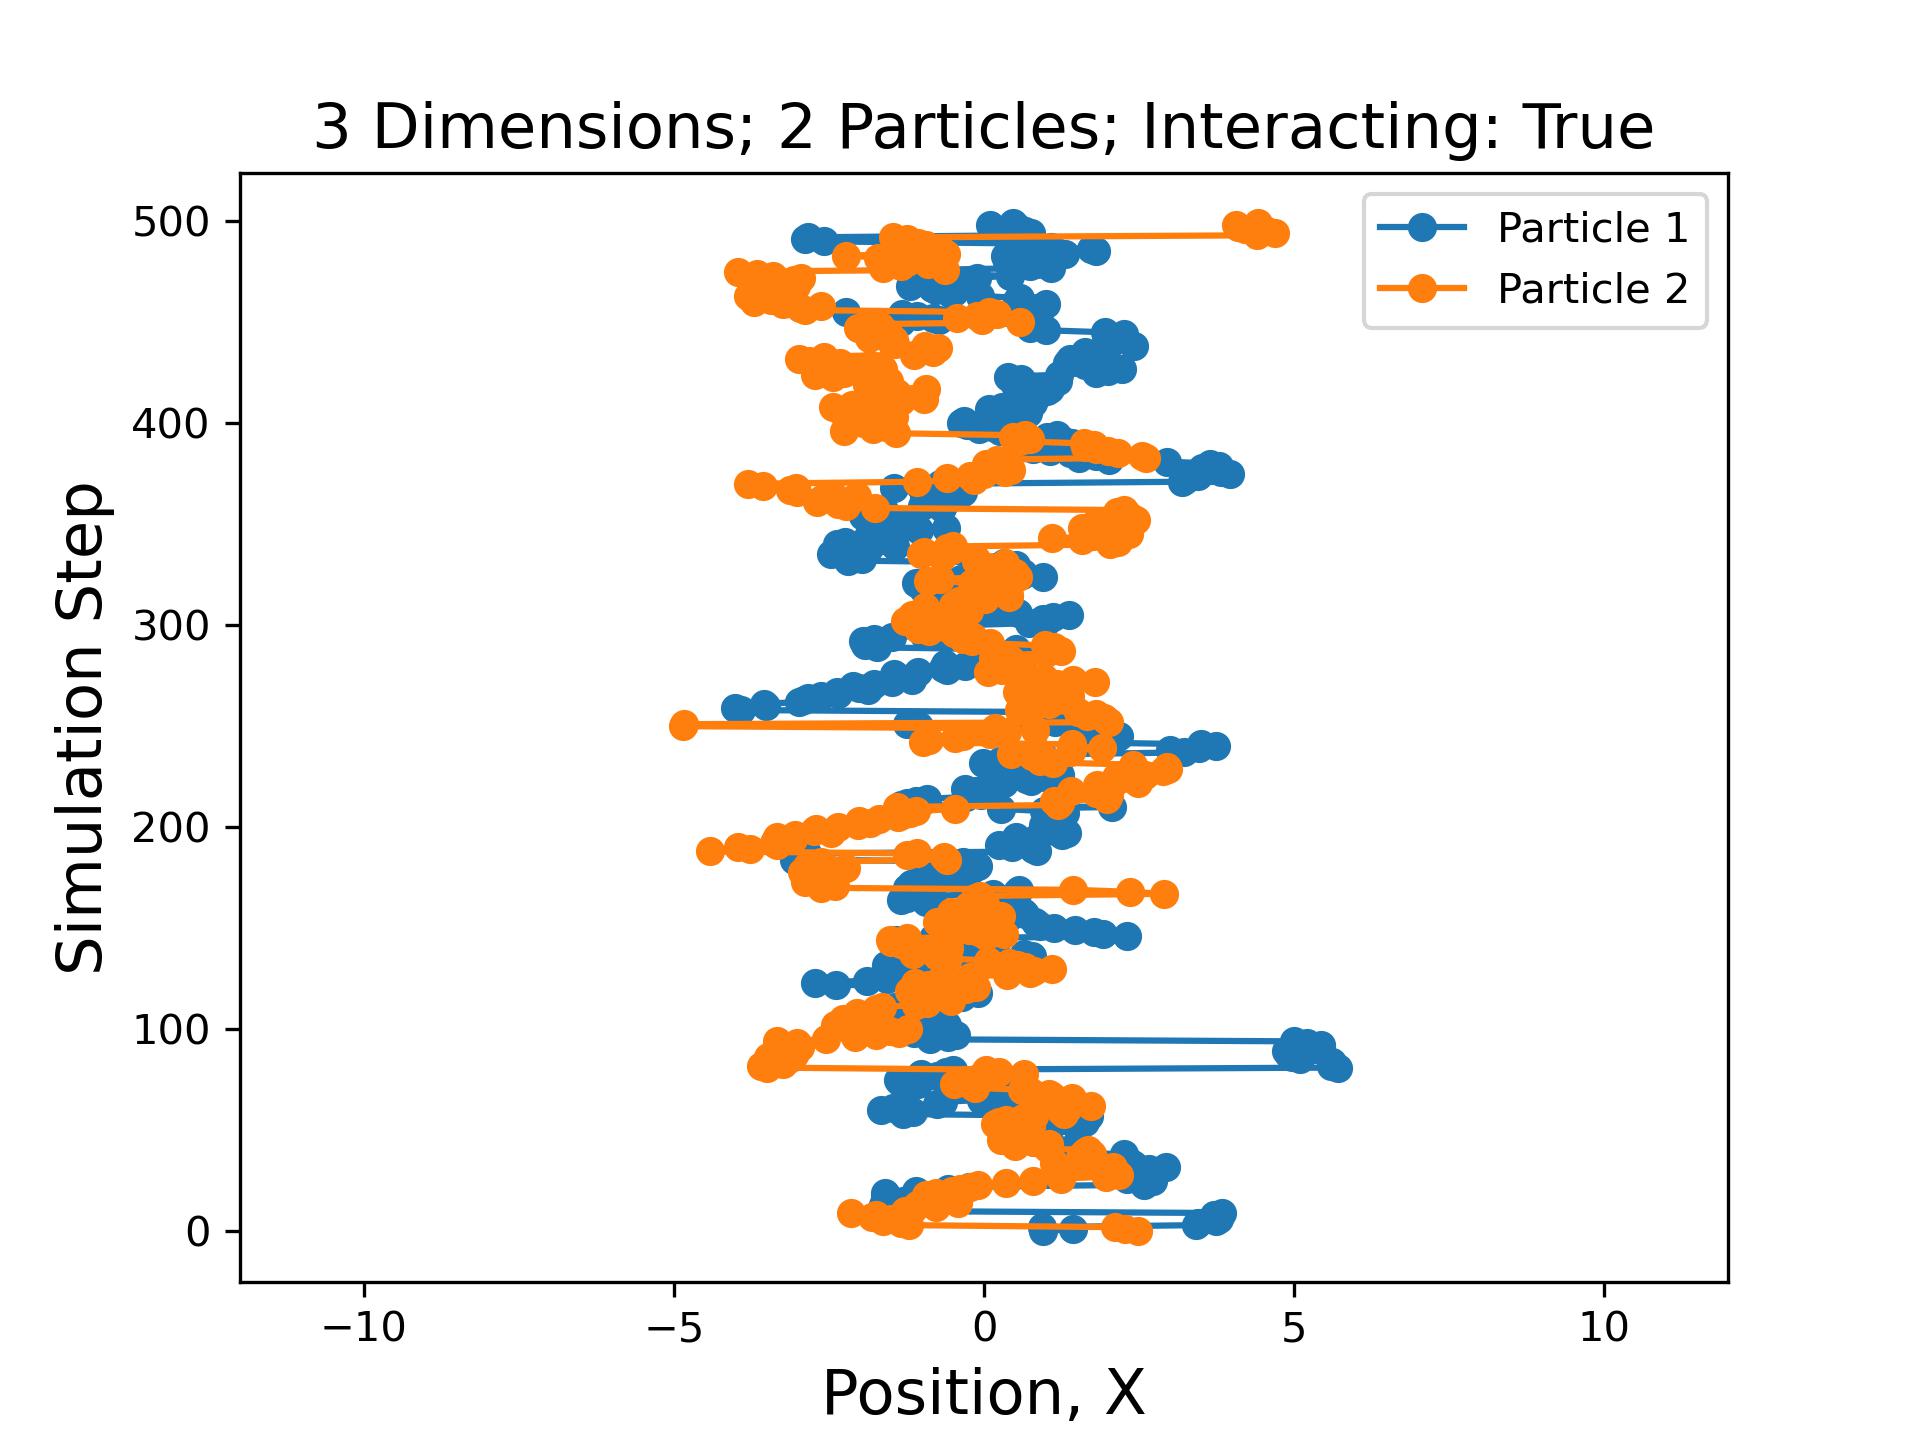 3 Dimensions; 2 Particles; Interacting: True
Particle 1
Particle 2
500
400
300
200
100
0
Simulation Step
−10
−5
0
5
10
Position, X